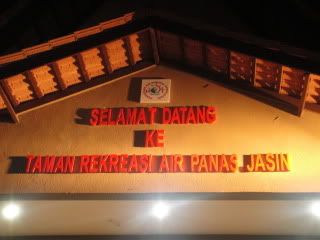 SELAMAT DATANG
KE
TAMAN REKREASI AIR PANAS JASIN